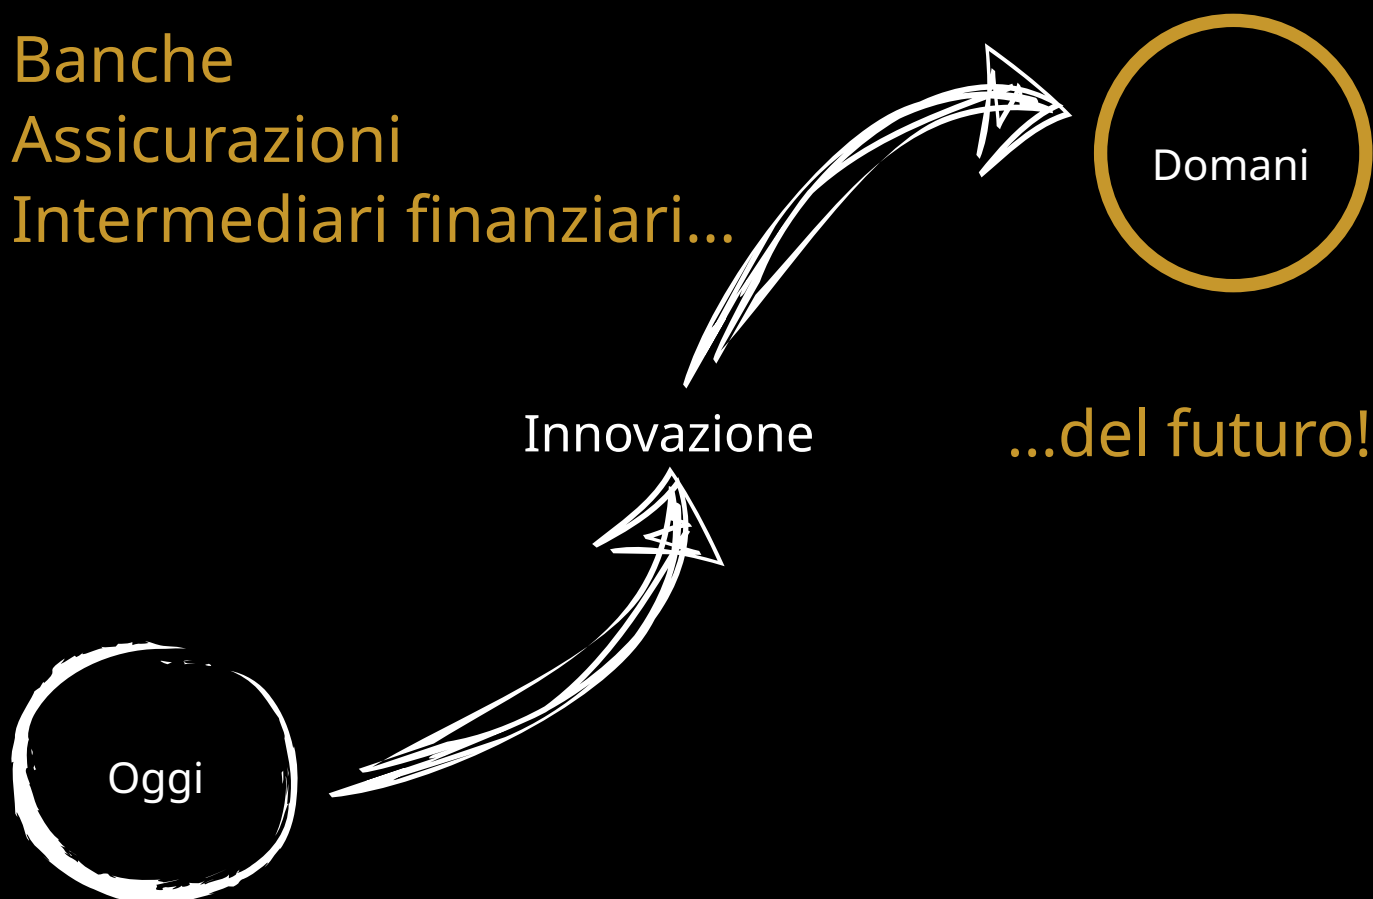 Banche
Assicurazioni
Intermediari finanziari...
Domani
Innovazione
...del futuro!
Oggi